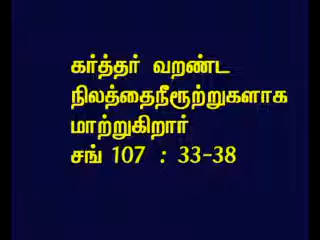 கர்த்தர் வறண்ட
நிலத்தைநீரூற்றுகளாக
மாற்றுகிறார்
சங் 107 : 33-38